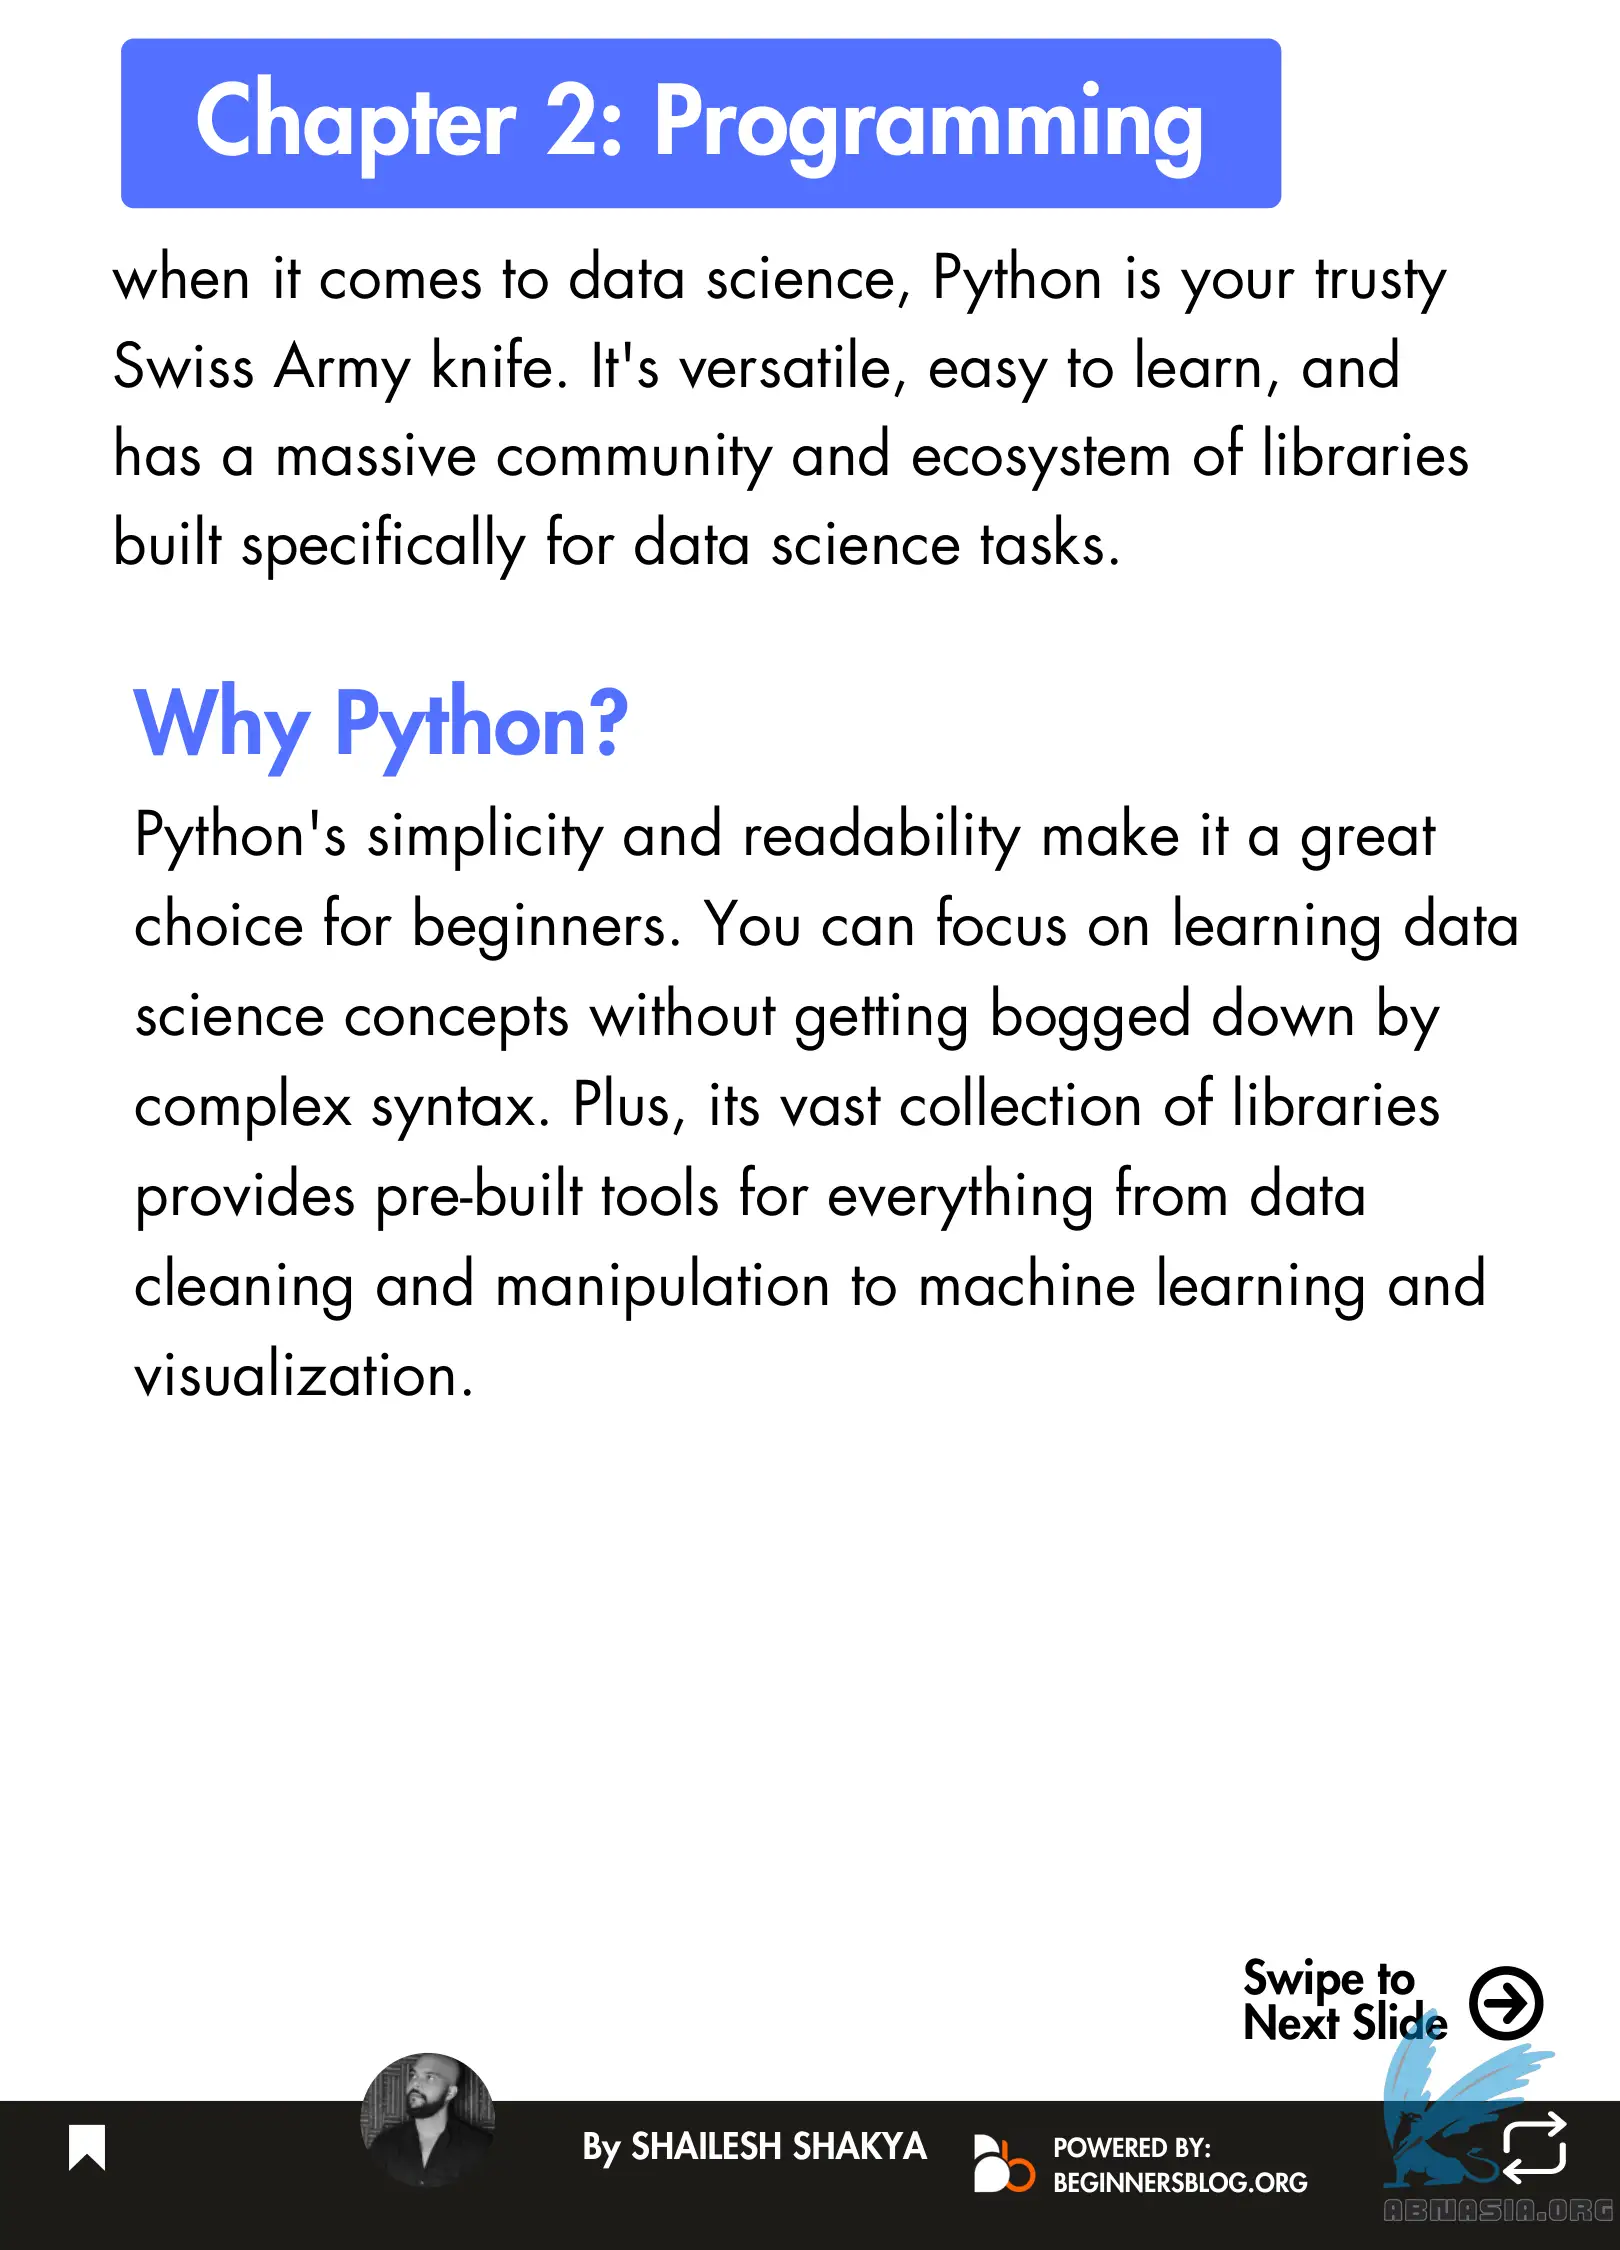 Chapter 2: Programming
when it comes to data science, Python is your trusty
Swiss Army knife. It's versatile, easy to learn, and
has a massive community and ecosystem of libraries
built specifically for data science tasks.
Why Python?
Python's simplicity and readability make it a great
choice for beginners. You can focus on learning data
science concepts without getting bogged down by
complex syntax. Plus, its vast collection of libraries
provides pre-built tools for everything from data
cleaning and manipulation to machine learning and
visualization.
Swipe to
Next Slide
By SHAILESH SHAKYA
POWERED BY:
BEGINNERSBLOG.ORG
ABNASIA.ORG